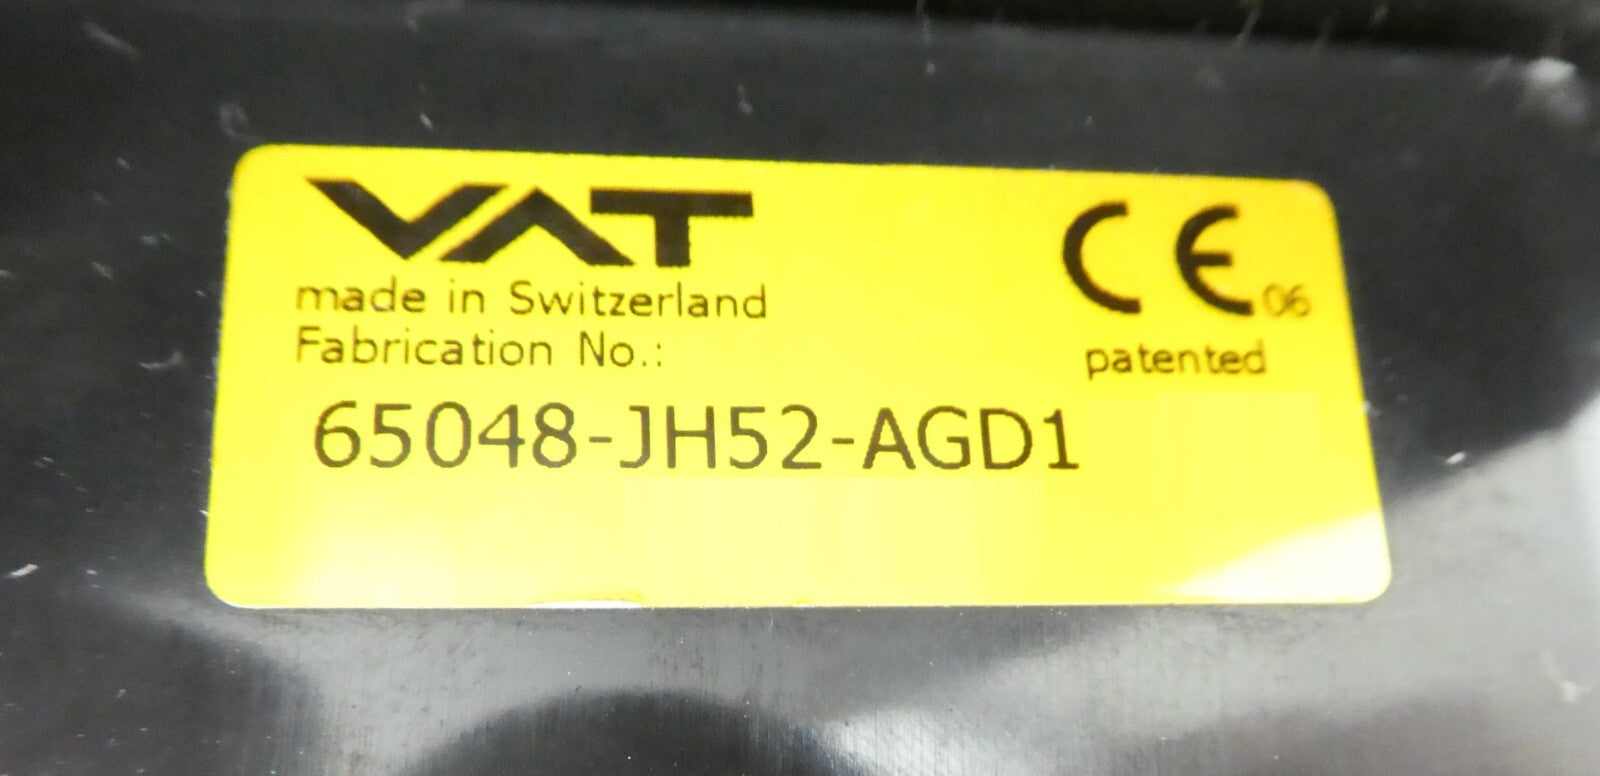 VAT
made in Switzerland
Fabrication No.:
65048-JH52-AGD1
CE 06
patented